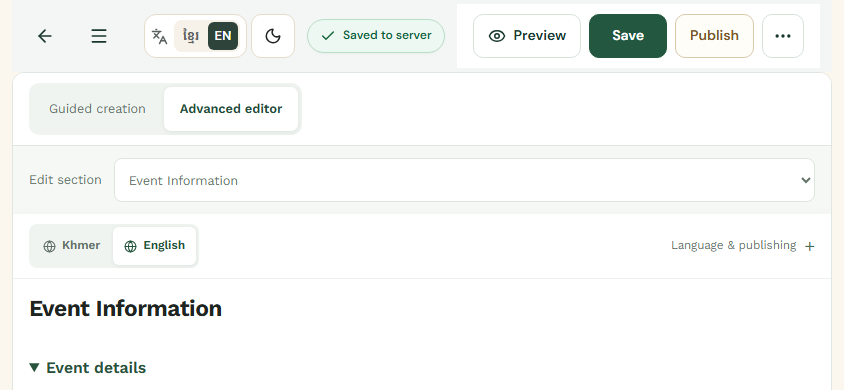 ខ្មែរ EN Saved to server Preview Save Publish
Guided creation Advanced editor
Edit section Event Information
Khmer English Language & publishing +
Event Information
Event details